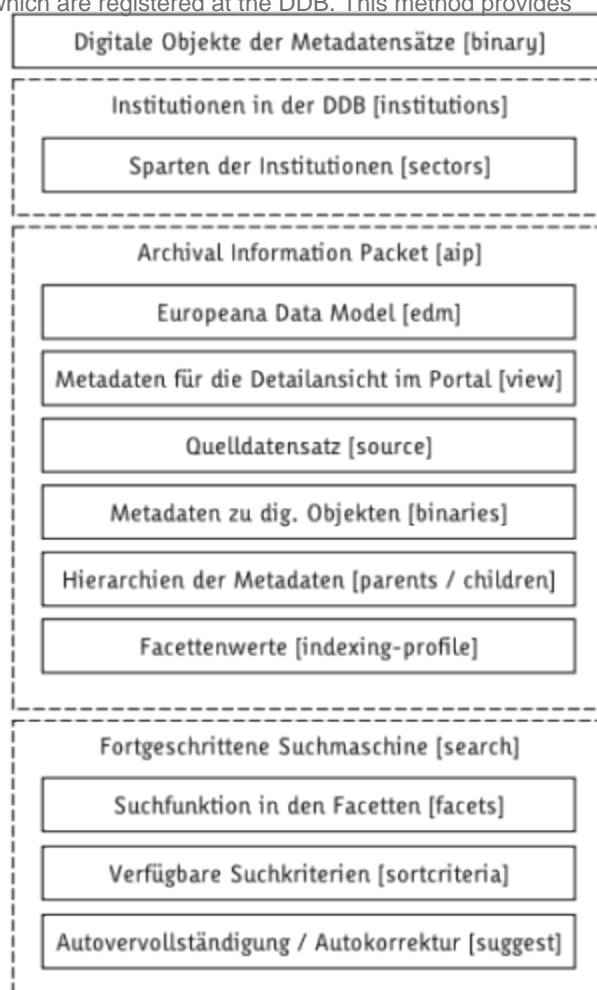 which are registered at the DDB. This method provides
Digitale Objekte der Metadatensätze [binary]
Institutionen in der DDB [institutions]
Sparten der Institutionen [sectors]
Archival Information Packet [aip]
Europeana Data Model [edm]
Metadaten für die Detailansicht im Portal [view]
Quelldatensatz [source]
Metadaten zu dig. Objekten [binaries]
Hierarchien der Metadaten [parents / children]
Facettenwerte [indexing-profile]
Fortgeschrittene Suchmaschine [search]
Suchfunktion in den Facetten [facets]
Verfügbare Suchkriterien [sortcriteria]
Autovervollständigung / Autokorrektur [suggest]